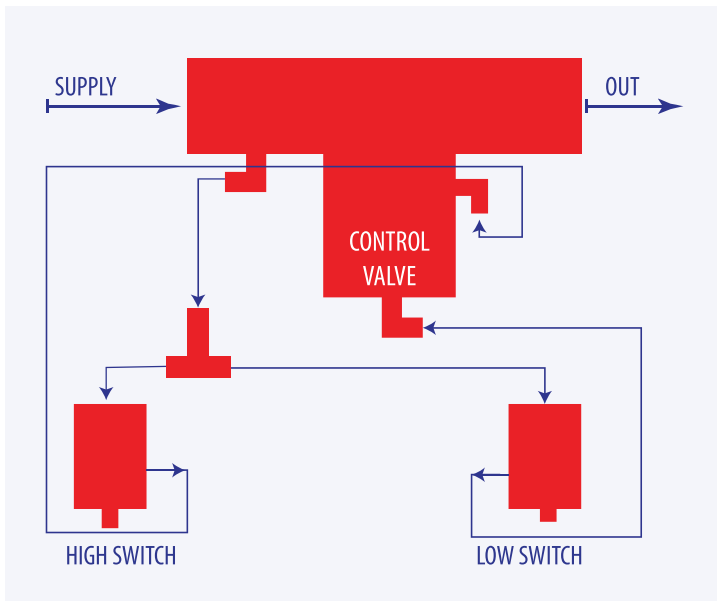 SUPPLY
OUT
CONTROL
VALVE
HIGH SWITCH
LOW SWITCH